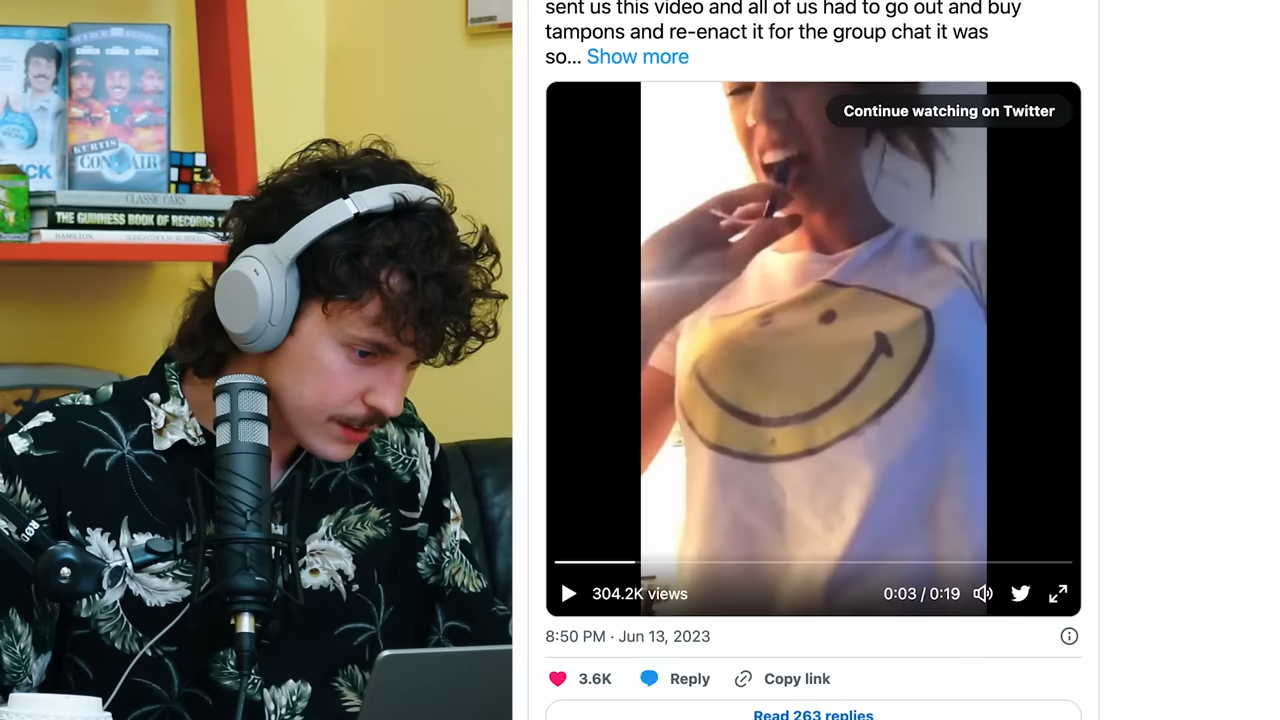 sent us this video and all of us had to go out and buy
tampons and re-enact it for the group chat it was
so... Show more
Continue watching on Twitter
304.2K views
0:03 / 0:19
8:50 PM · Jun 13, 2023
3.6K
Reply
Copy link
Read 263 replies
KURTIS
CONAIR
CLASSIC CARS
THE GUINNESS BOOK OF RECORDS
HAMILTON